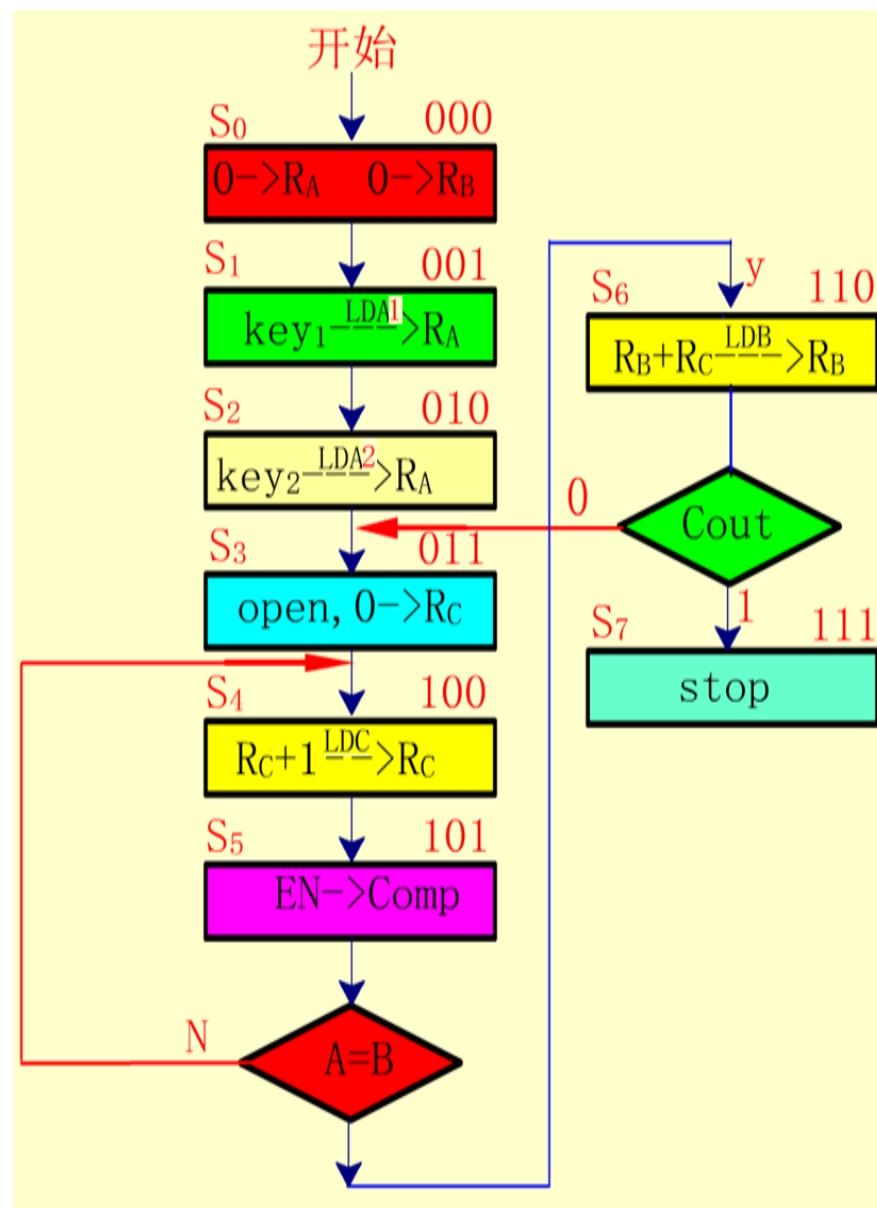 开始
S0 000
0->RA 0->RB
S1 001
key1 LDA1 --->RA
S2 010
key2 LDA2 --->RA
S3 011
open, 0->RC
S4 100
RC+1 LDC -->RC
S5 101
EN->Comp
N
A=B
y
S6 110
RB+RC LDB --->RB
0
Cout
1
S7 111
stop